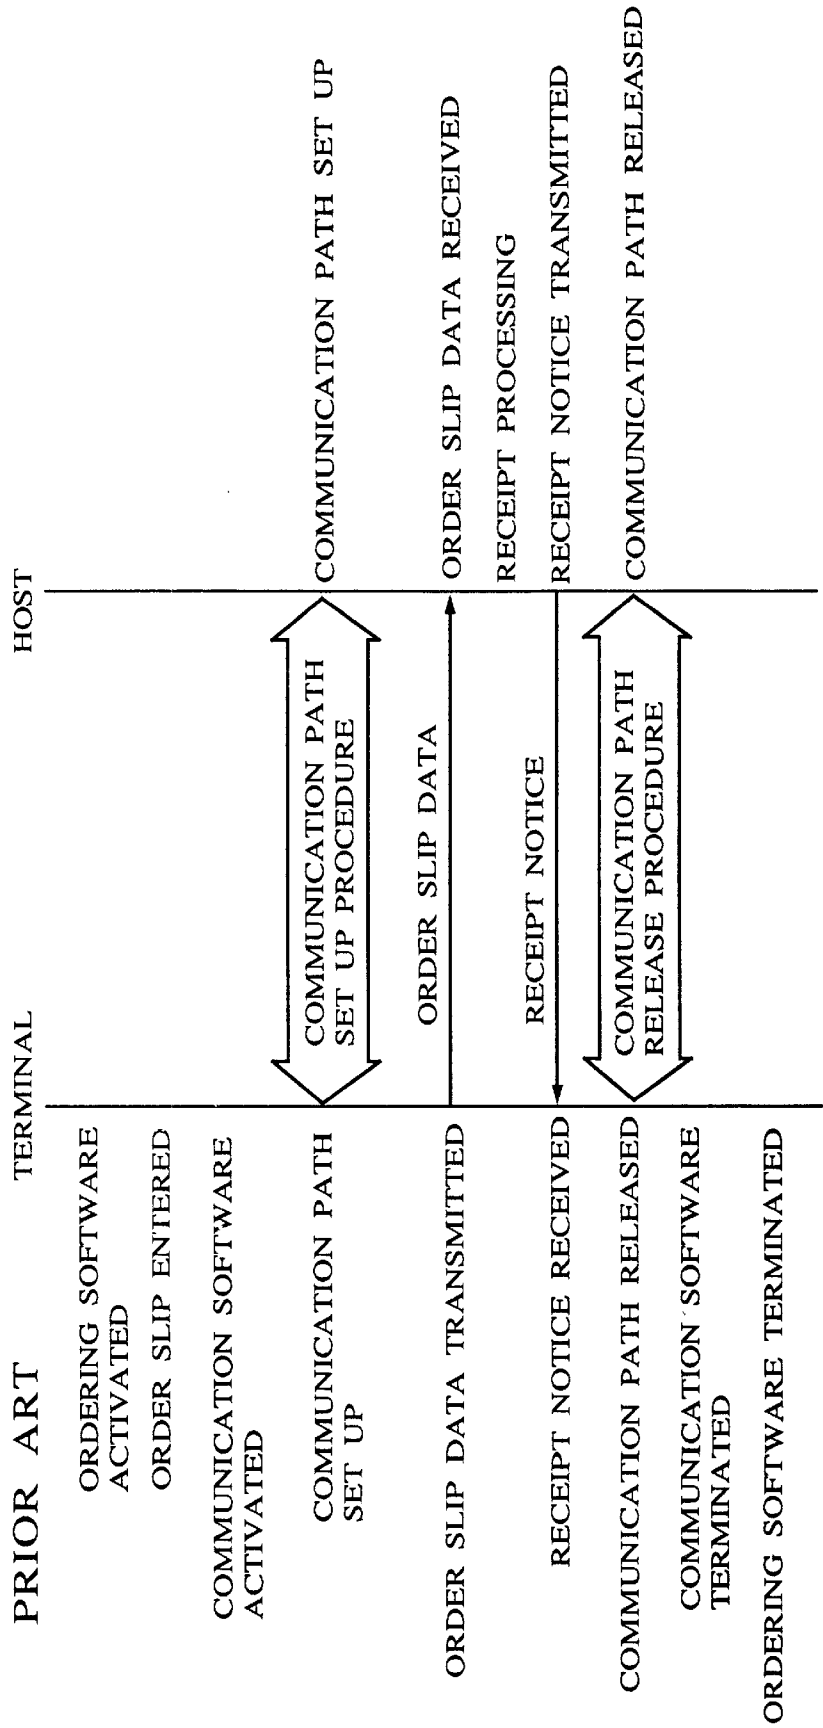 PRIOR ART
TERMINAL
HOST
ORDERING SOFTWARE
ACTIVATED
ORDER SLIP ENTERED
COMMUNICATION SOFTWARE
ACTIVATED
COMMUNICATION PATH
SET UP
COMMUNICATION PATH
SET UP PROCEDURE
COMMUNICATION PATH SET UP
ORDER SLIP DATA TRANSMITTED
ORDER SLIP DATA
ORDER SLIP DATA RECEIVED
RECEIPT PROCESSING
RECEIPT NOTICE RECEIVED
RECEIPT NOTICE
RECEIPT NOTICE TRANSMITTED
COMMUNICATION PATH RELEASED
COMMUNICATION PATH
RELEASE PROCEDURE
COMMUNICATION PATH RELEASED
COMMUNICATION SOFTWARE
TERMINATED
ORDERING SOFTWARE TERMINATED